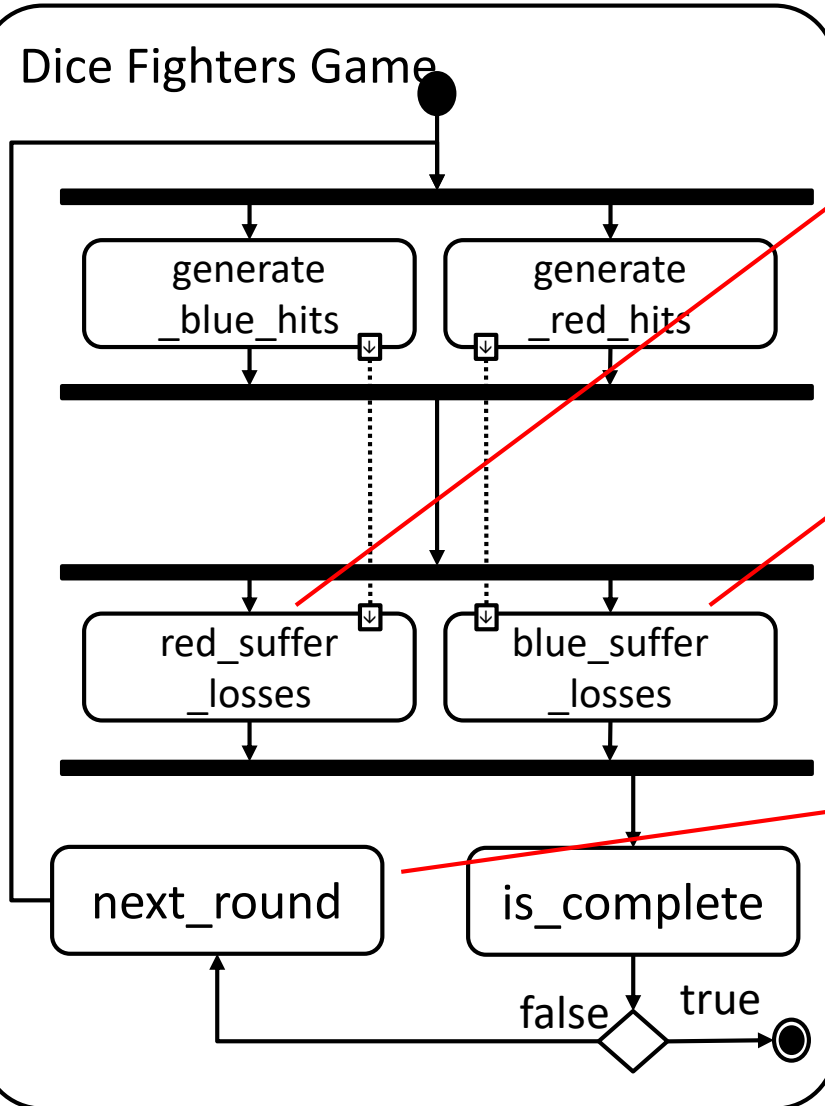 Dice Fighters Game
generate
_blue_hits
generate
_red_hits
red_suffer
_losses
blue_suffer
_losses
next_round
is_complete
false
true